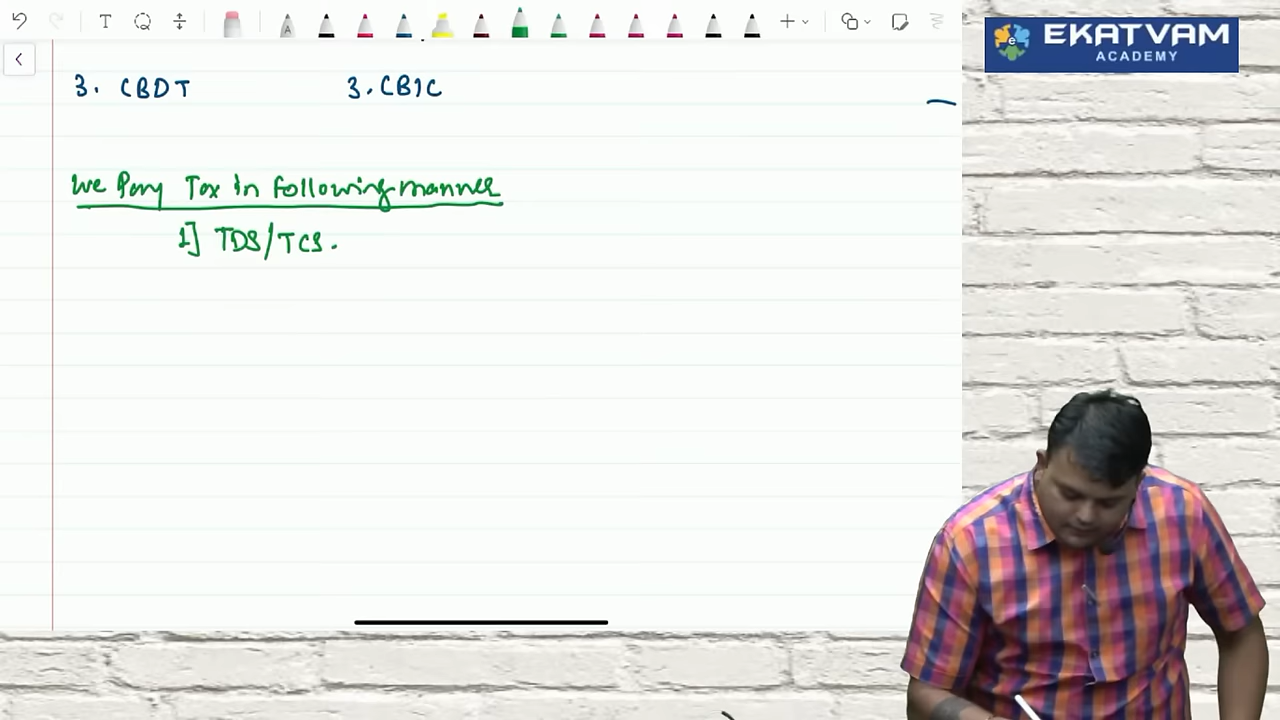 EKATVAM
ACADEMY
3. CBDT 3. CBIC
We Pay Tax in following manner
1] TDS/TCS.